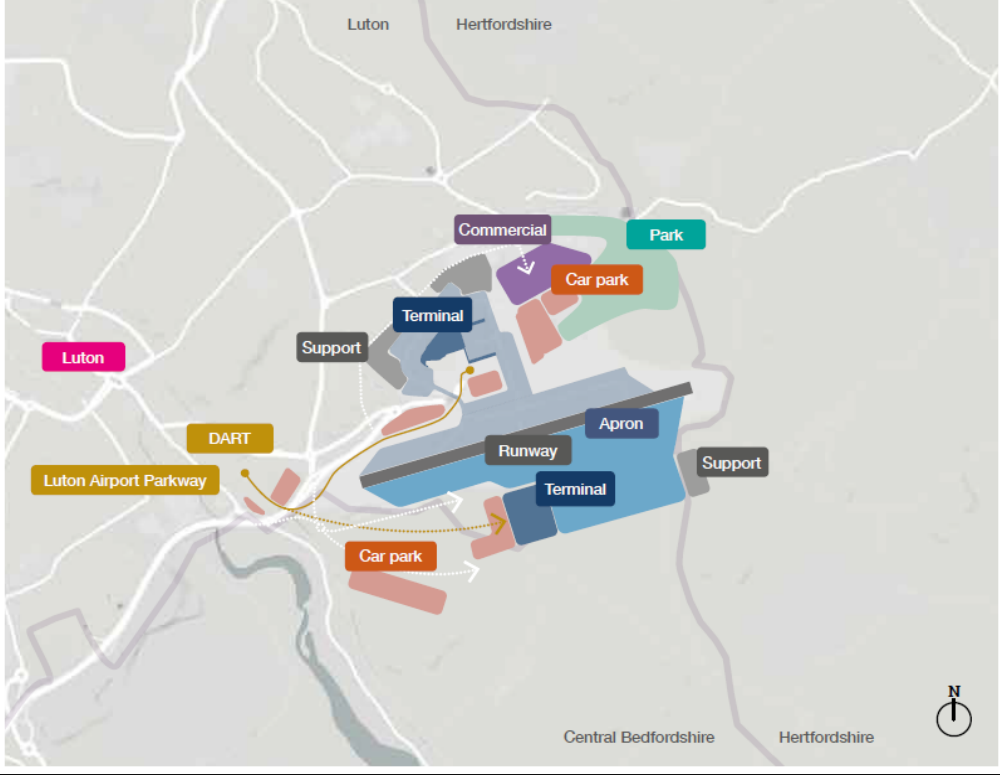 Luton
Hertfordshire
Commercial
Park
Car park
Terminal
Support
Luton
Apron
DART
Runway
Support
Luton Airport Parkway
Terminal
Car park
N
Central Bedfordshire
Hertfordshire